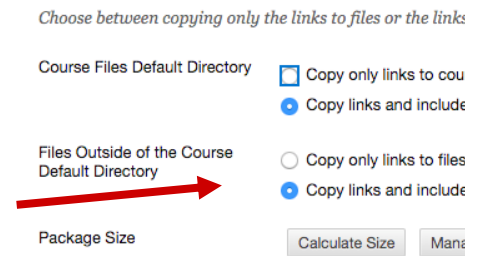 Choose between copying only the links to files or the links
Course Files Default Directory
Copy only links to cou
Copy links and include
Files Outside of the Course
Default Directory
Copy only links to files
Copy links and include
Package Size
Calculate Size
Mana